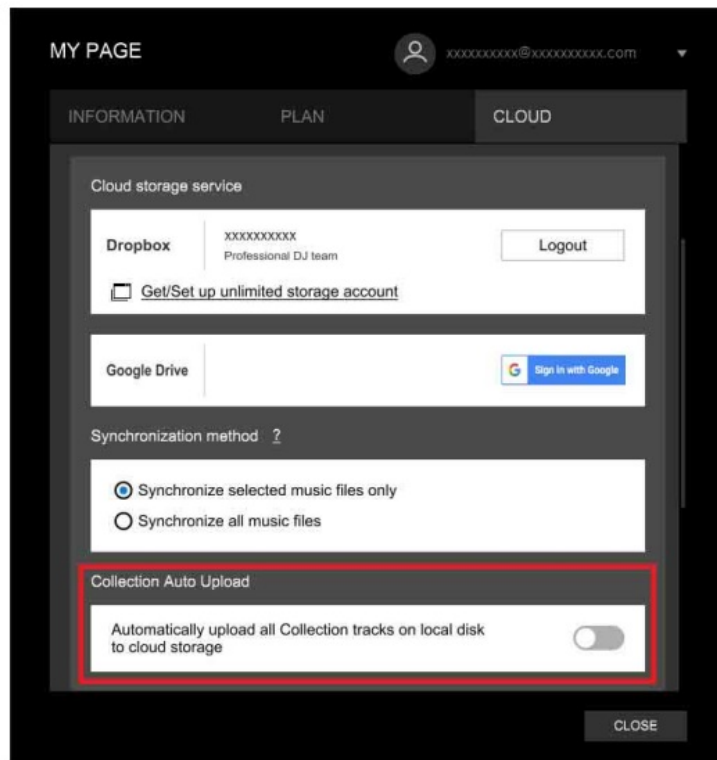 MY PAGE
xxxxxxxxxx@xxxxxxxxxx.com
INFORMATION
PLAN
CLOUD
Cloud storage service
Dropbox
xxxxxxxxxx
Professional DJ team
Logout
Get/Set up unlimited storage account
Google Drive
G
Sign in with Google
Synchronization method ?
Synchronize selected music files only
Synchronize all music files
Collection Auto Upload
Automatically upload all Collection tracks on local disk
to cloud storage
CLOSE